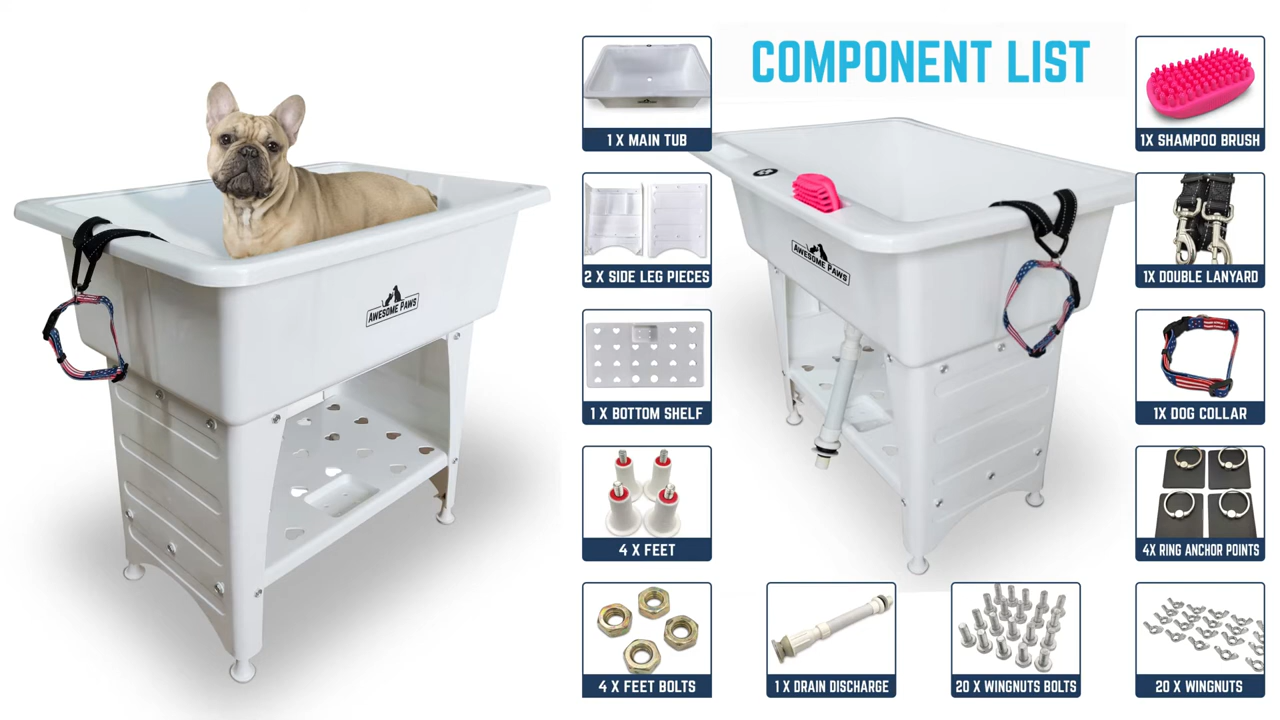 COMPONENT LIST
1 X MAIN TUB
1X SHAMPOO BRUSH
2 X SIDE LEG PIECES
1X DOUBLE LANYARD
AWESOME PAWS
AWESOME PAWS
1 X BOTTOM SHELF
1X DOG COLLAR
4 X FEET
4X RING ANCHOR POINTS
4 X FEET BOLTS
1 X DRAIN DISCHARGE
20 X WINGNUTS BOLTS
20 X WINGNUTS